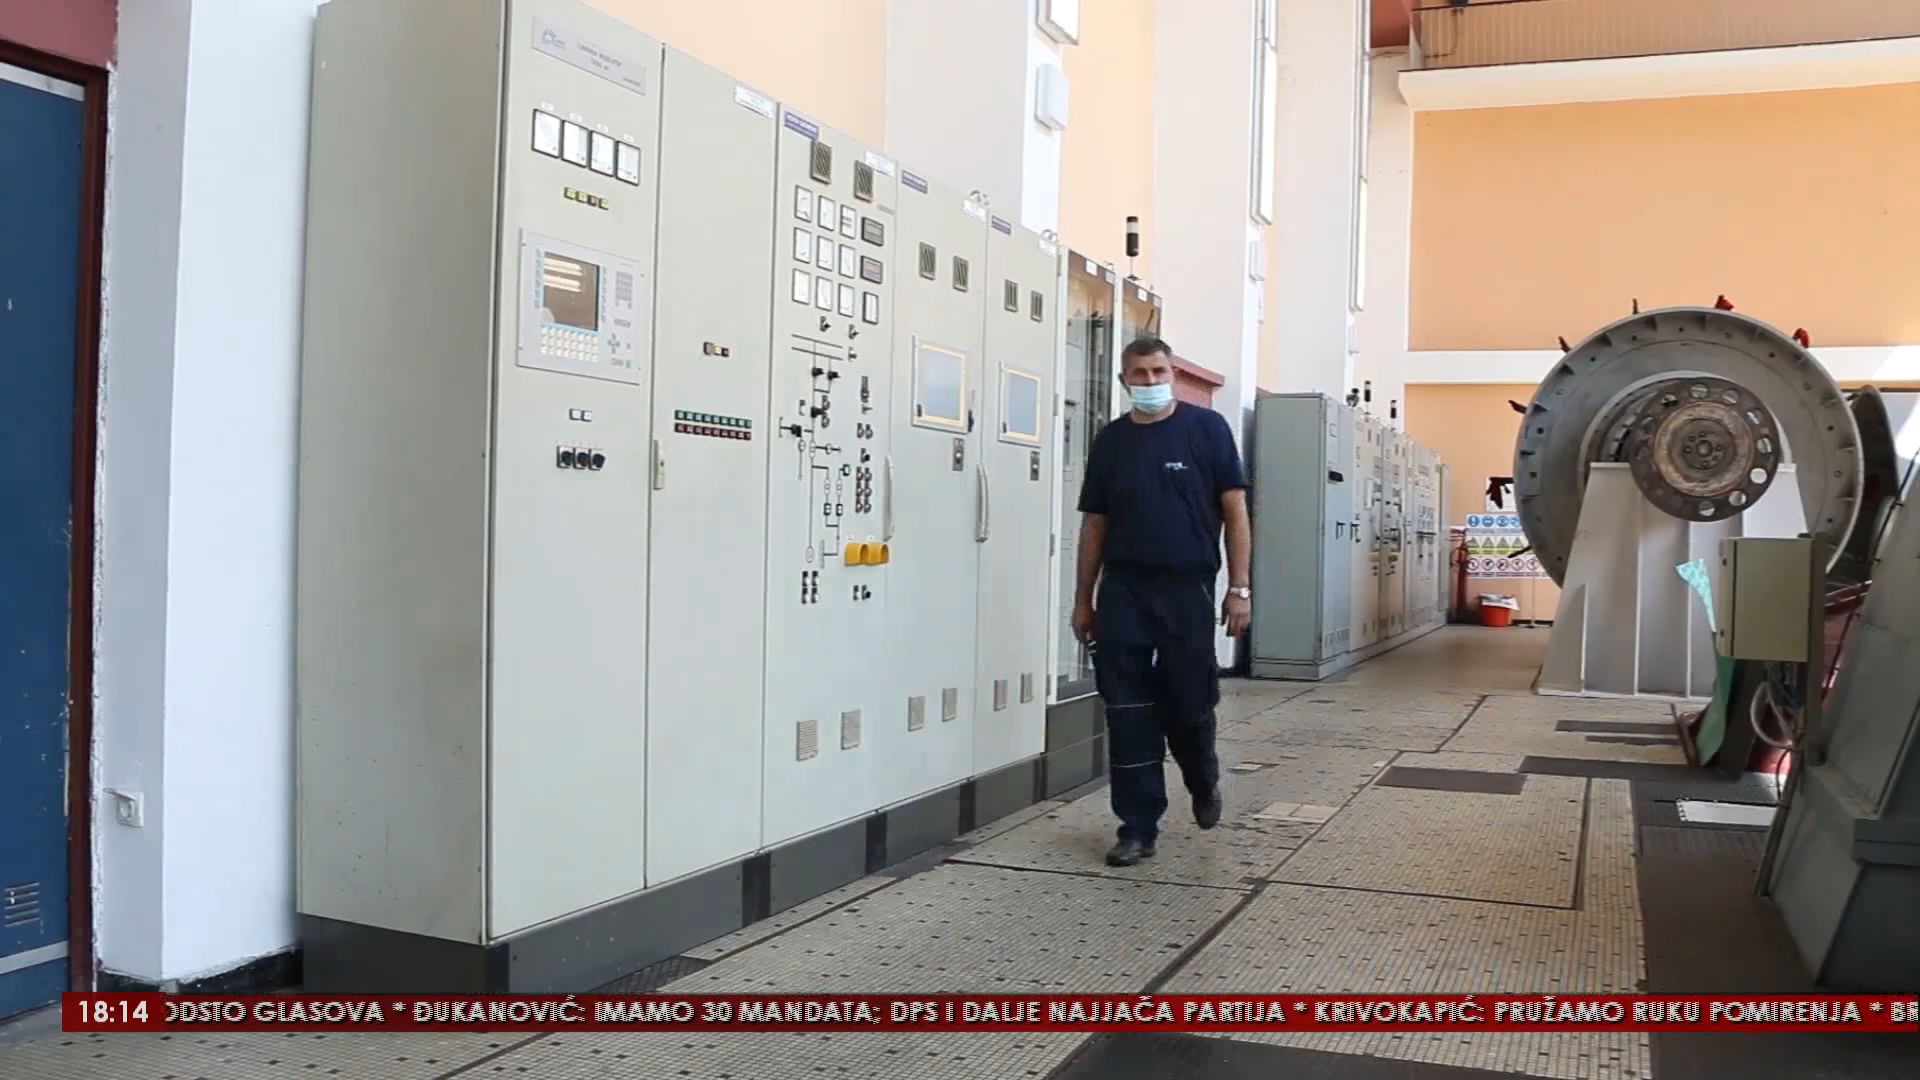 18:14 ODSTO GLASOVA * ĐUKANOVIĆ: IMAMO 30 MANDATA; DPS I DALJE NAJJAČA PARTIJA * KRIVOKAPIĆ: PRUŽAMO RUKU POMIRENJA * BR